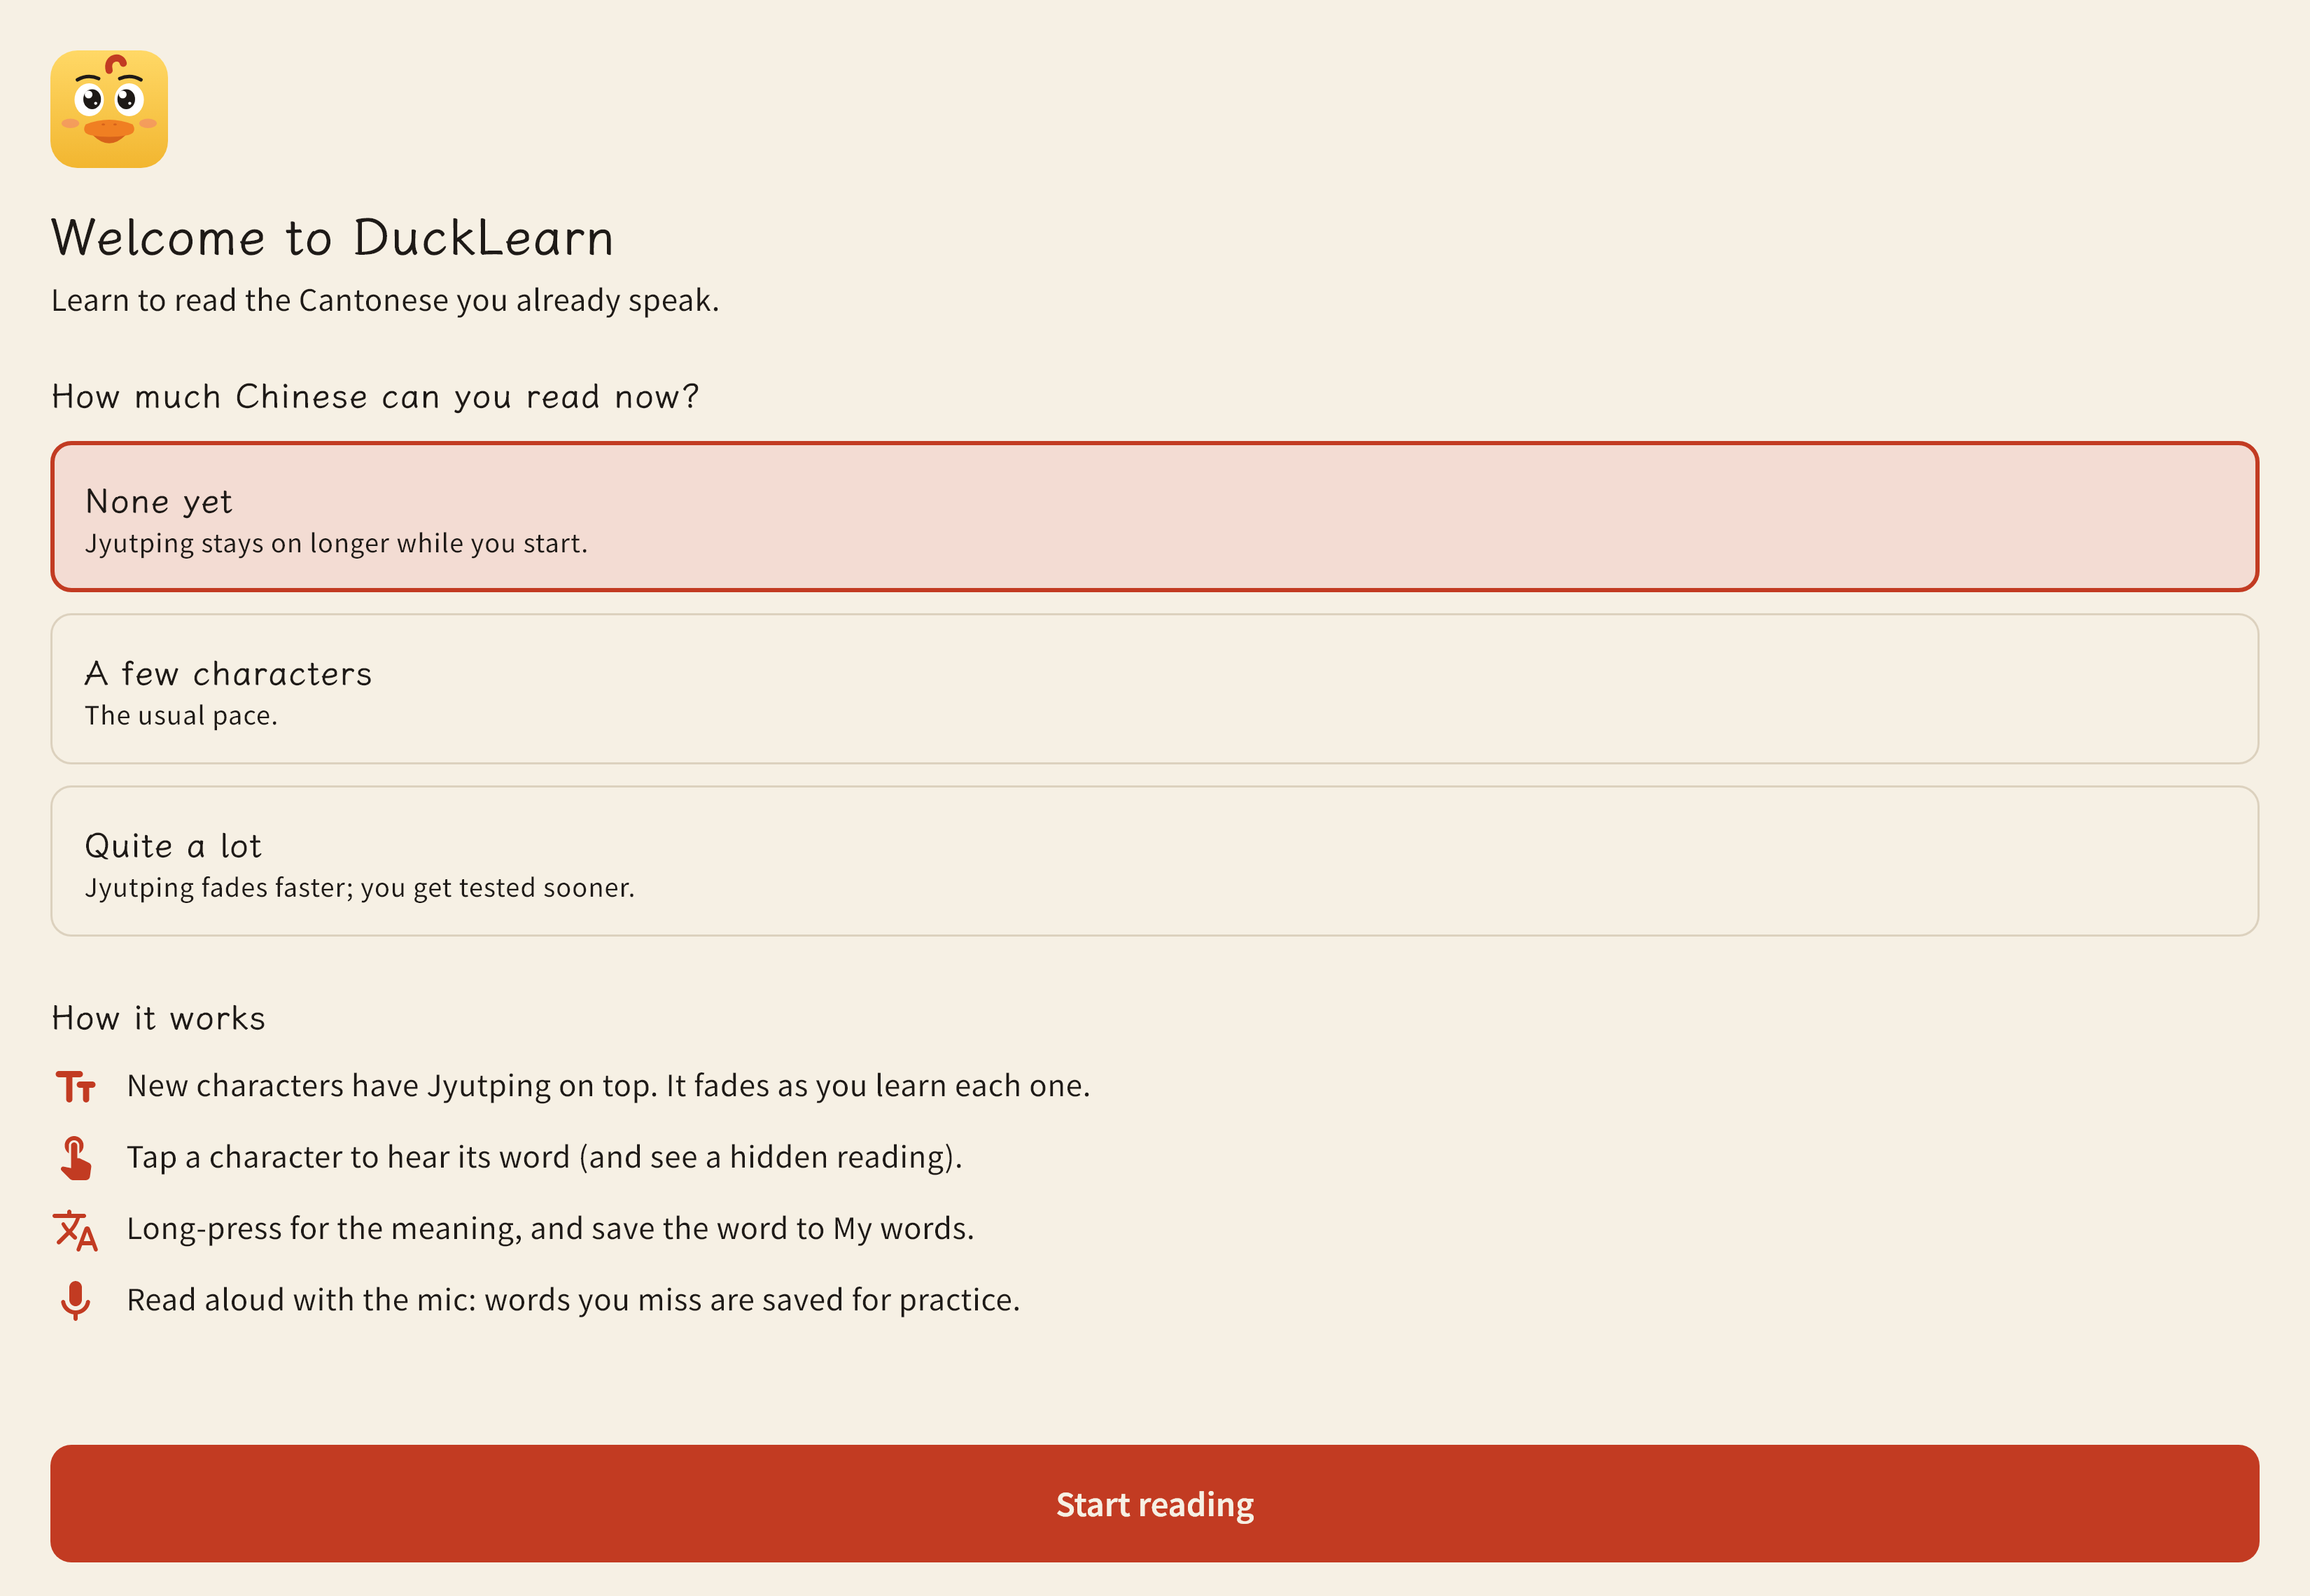 Welcome to DuckLearn
Learn to read the Cantonese you already speak.
How much Chinese can you read now?
None yet
Jyutping stays on longer while you start.
A few characters
The usual pace.
Quite a lot
Jyutping fades faster; you get tested sooner.
How it works
New characters have Jyutping on top. It fades as you learn each one.
Tap a character to hear its word (and see a hidden reading).
Long-press for the meaning, and save the word to My words.
Read aloud with the mic: words you miss are saved for practice.
Start reading